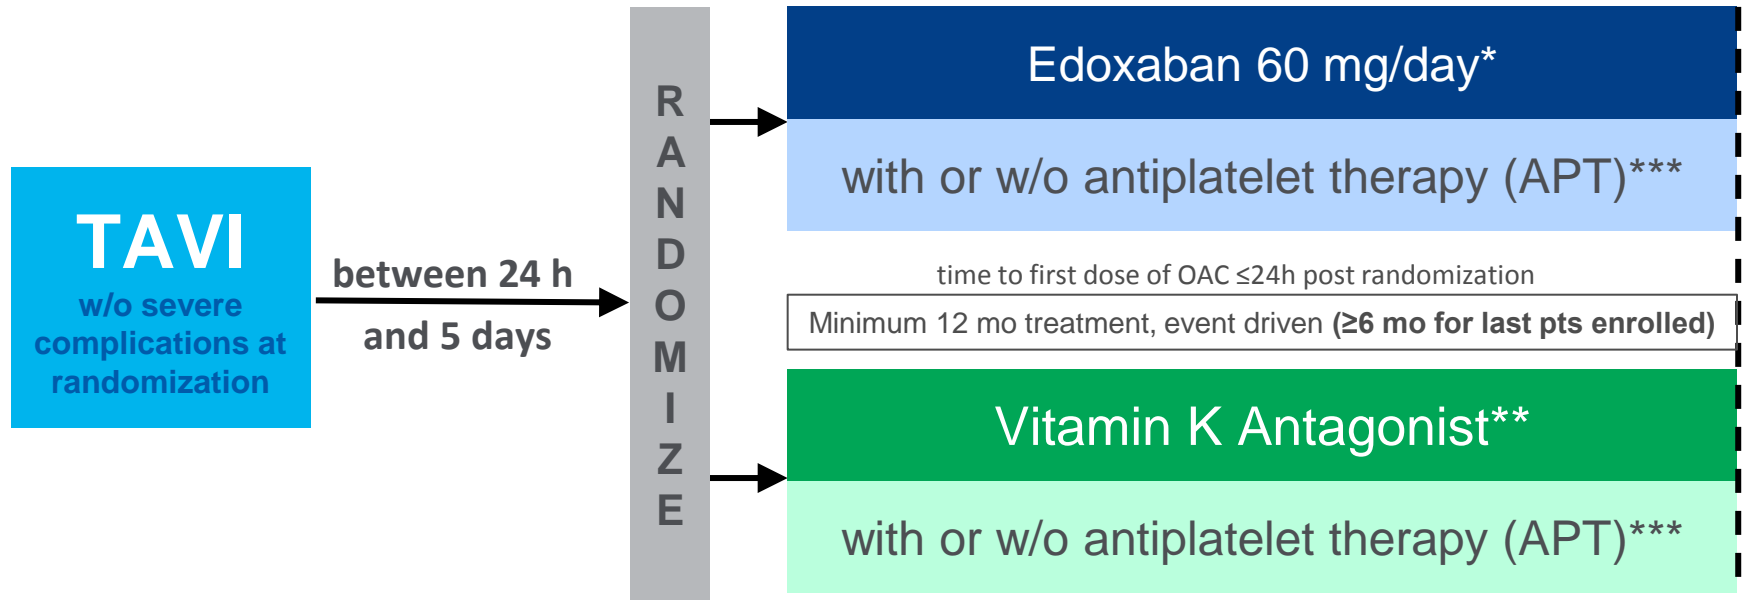 TAVI
w/o severe
complications at
randomization
between 24 h
and 5 days
R
A
N
D
O
M
I
Z
E
Edoxaban 60 mg/day*
with or w/o antiplatelet therapy (APT)***
time to first dose of OAC ≤24h post randomization
Minimum 12 mo treatment, event driven (≥6 mo for last pts enrolled)
Vitamin K Antagonist**
with or w/o antiplatelet therapy (APT)***